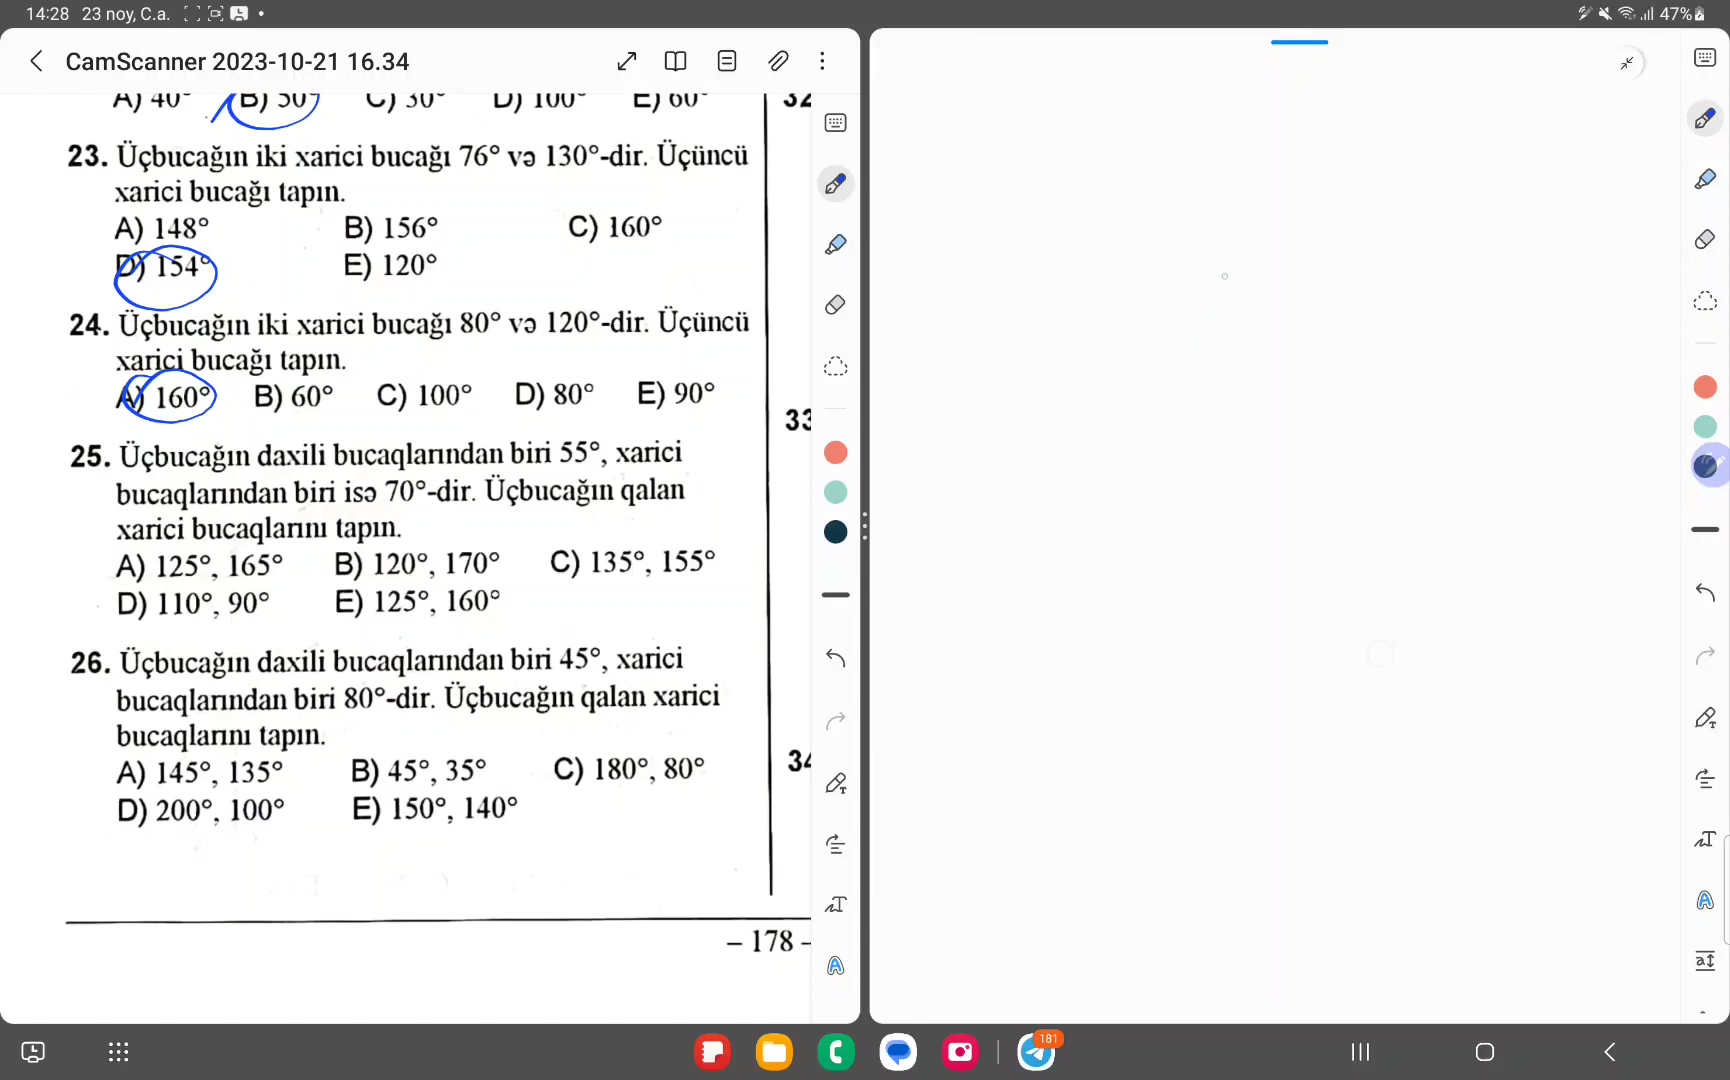 14:28 23 noy, C.a.
47%
CamScanner 2023-10-21 16.34
A) 40° B) 50° C) 30° D) 100° E) 60°
32
23. Üçbucağın iki xarici bucağı 76° və 130°-dir. Üçüncü
xarici bucağı tapın.
A) 148° B) 156° C) 160°
D) 154° E) 120°
24. Üçbucağın iki xarici bucağı 80° və 120°-dir. Üçüncü
xarici bucağı tapın.
A) 160° B) 60° C) 100° D) 80° E) 90°
33
25. Üçbucağın daxili bucaqlarından biri 55°, xarici
bucaqlarından biri isə 70°-dir. Üçbucağın qalan
xarici bucaqlarını tapın.
A) 125°, 165° B) 120°, 170° C) 135°, 155°
D) 110°, 90° E) 125°, 160°
26. Üçbucağın daxili bucaqlarından biri 45°, xarici
bucaqlarından biri 80°-dir. Üçbucağın qalan xarici
bucaqlarını tapın.
34
A) 145°, 135° B) 45°, 35° C) 180°, 80°
D) 200°, 100° E) 150°, 140°
– 178 –
181